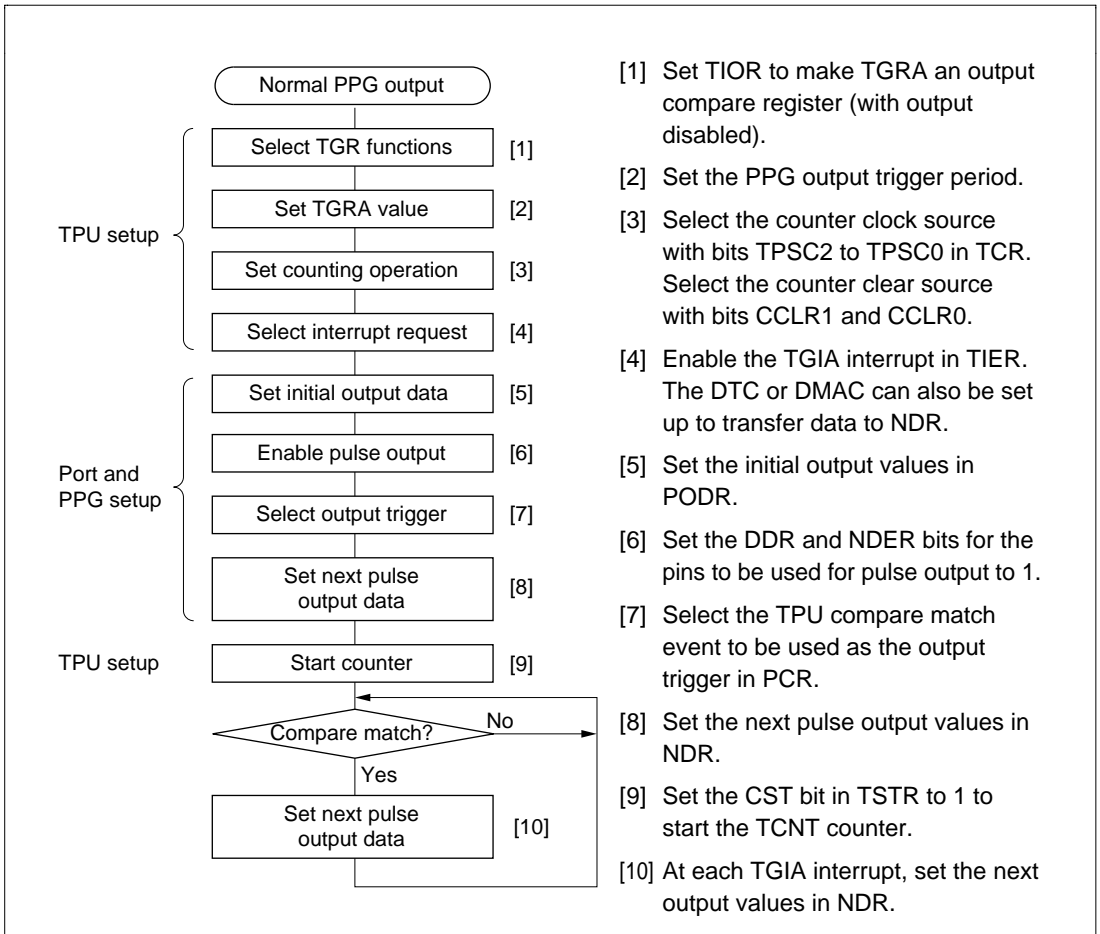 Normal PPG output
Select TGR functions [1]
Set TGRA value [2]
TPU setup
Set counting operation [3]
Select interrupt request [4]
Set initial output data [5]
Enable pulse output [6]
Port and
PPG setup
Select output trigger [7]
Set next pulse
output data [8]
TPU setup
Start counter [9]
Compare match?
No
Yes
Set next pulse
output data [10]
[1] Set TIOR to make TGRA an output
compare register (with output
disabled).
[2] Set the PPG output trigger period.
[3] Select the counter clock source
with bits TPSC2 to TPSC0 in TCR.
Select the counter clear source
with bits CCLR1 and CCLR0.
[4] Enable the TGIA interrupt in TIER.
The DTC or DMAC can also be set
up to transfer data to NDR.
[5] Set the initial output values in
PODR.
[6] Set the DDR and NDER bits for the
pins to be used for pulse output to 1.
[7] Select the TPU compare match
event to be used as the output
trigger in PCR.
[8] Set the next pulse output values in
NDR.
[9] Set the CST bit in TSTR to 1 to
start the TCNT counter.
[10] At each TGIA interrupt, set the next
output values in NDR.